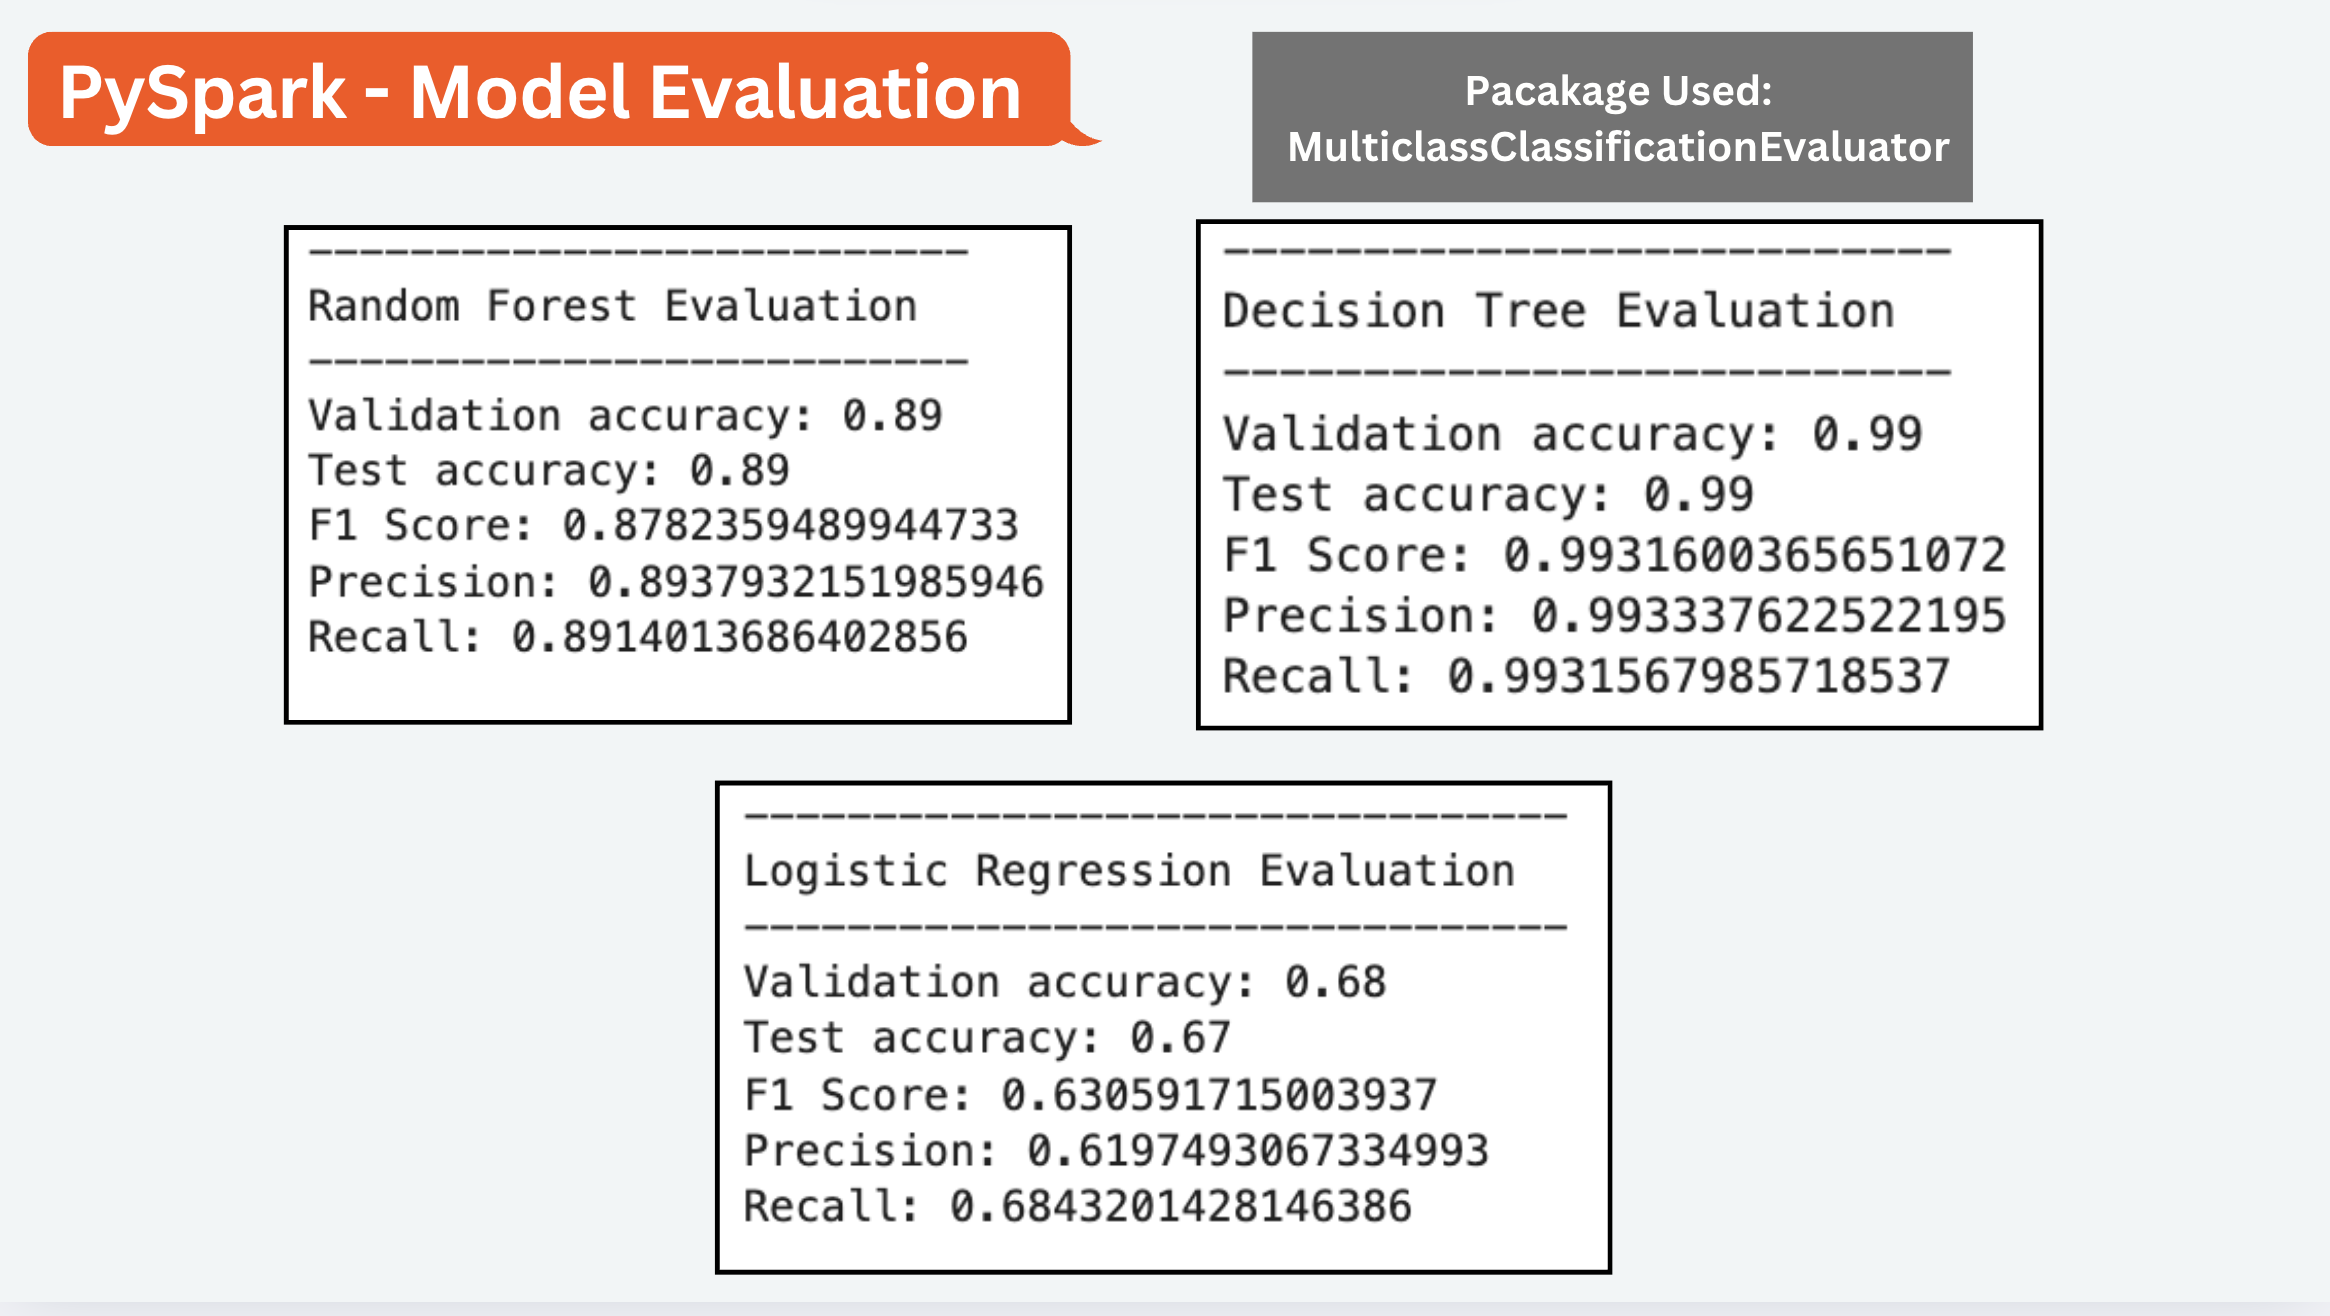 PySpark - Model Evaluation
Pacakage Used:
MulticlassClassificationEvaluator
--------------------------
Random Forest Evaluation
--------------------------
Validation accuracy: 0.89
Test accuracy: 0.89
F1 Score: 0.8782359489944733
Precision: 0.8937932151985946
Recall: 0.8914013686402856
--------------------------
Decision Tree Evaluation
--------------------------
Validation accuracy: 0.99
Test accuracy: 0.99
F1 Score: 0.9931600365651072
Precision: 0.993337622522195
Recall: 0.9931567985718537
--------------------------------
Logistic Regression Evaluation
--------------------------------
Validation accuracy: 0.68
Test accuracy: 0.67
F1 Score: 0.630591715003937
Precision: 0.6197493067334993
Recall: 0.6843201428146386